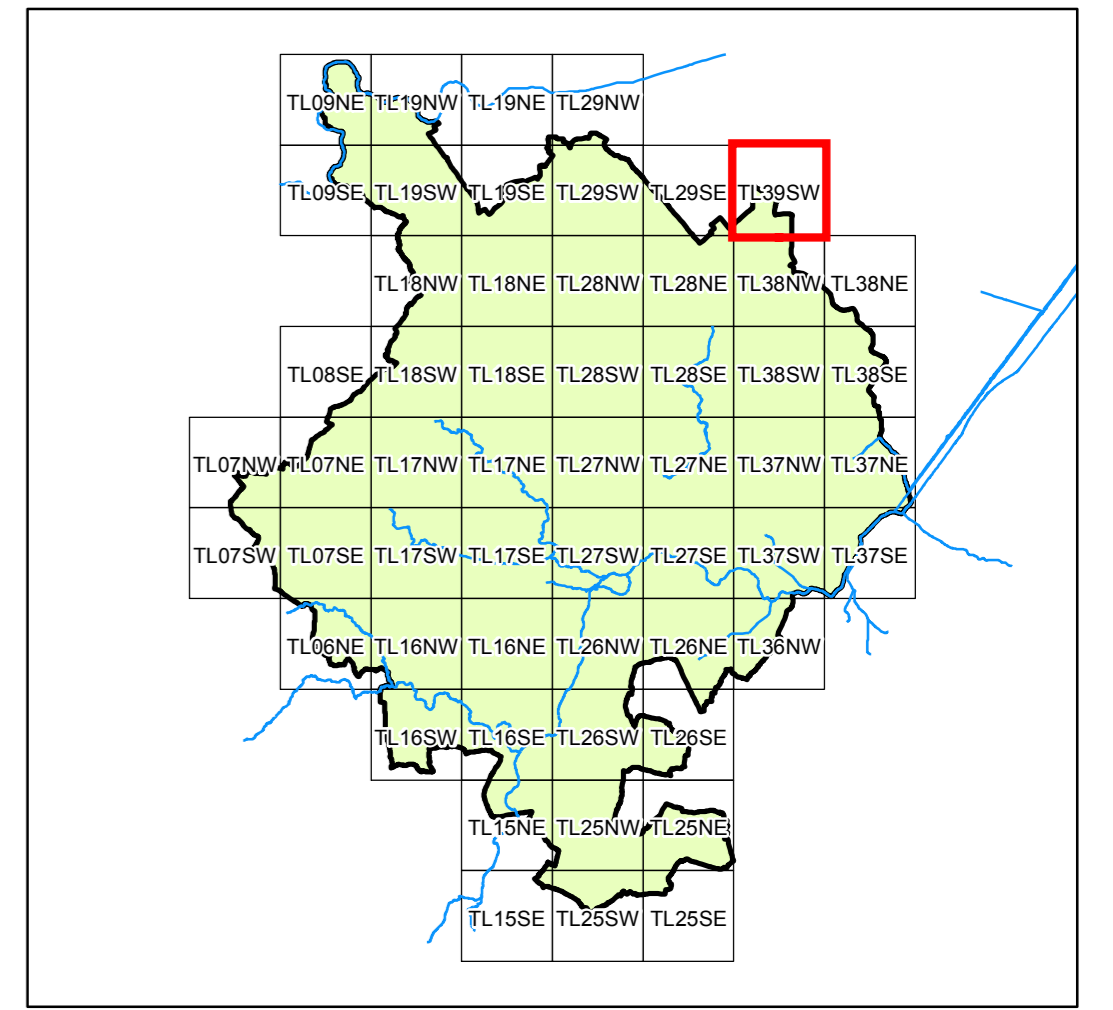 TL09NE TL19NW TL19NE TL29NW
TL09SE TL19SW TL19SE TL29SW TL29SE TL39SW
TL18NW TL18NE TL28NW TL28NE TL38NW TL38NE
TL08SE TL18SW TL18SE TL28SW TL28SE TL38SW TL38SE
TL07NW TL07NE TL17NW TL17NE TL27NW TL27NE TL37NW TL37NE
TL07SW TL07SE TL17SW TL17SE TL27SW TL27SE TL37SW TL37SE
TL06NE TL16NW TL16NE TL26NW TL26NE TL36NW
TL16SW TL16SE TL26SW TL26SE
TL15NE TL25NW TL25NE
TL15SE TL25SW TL25SE